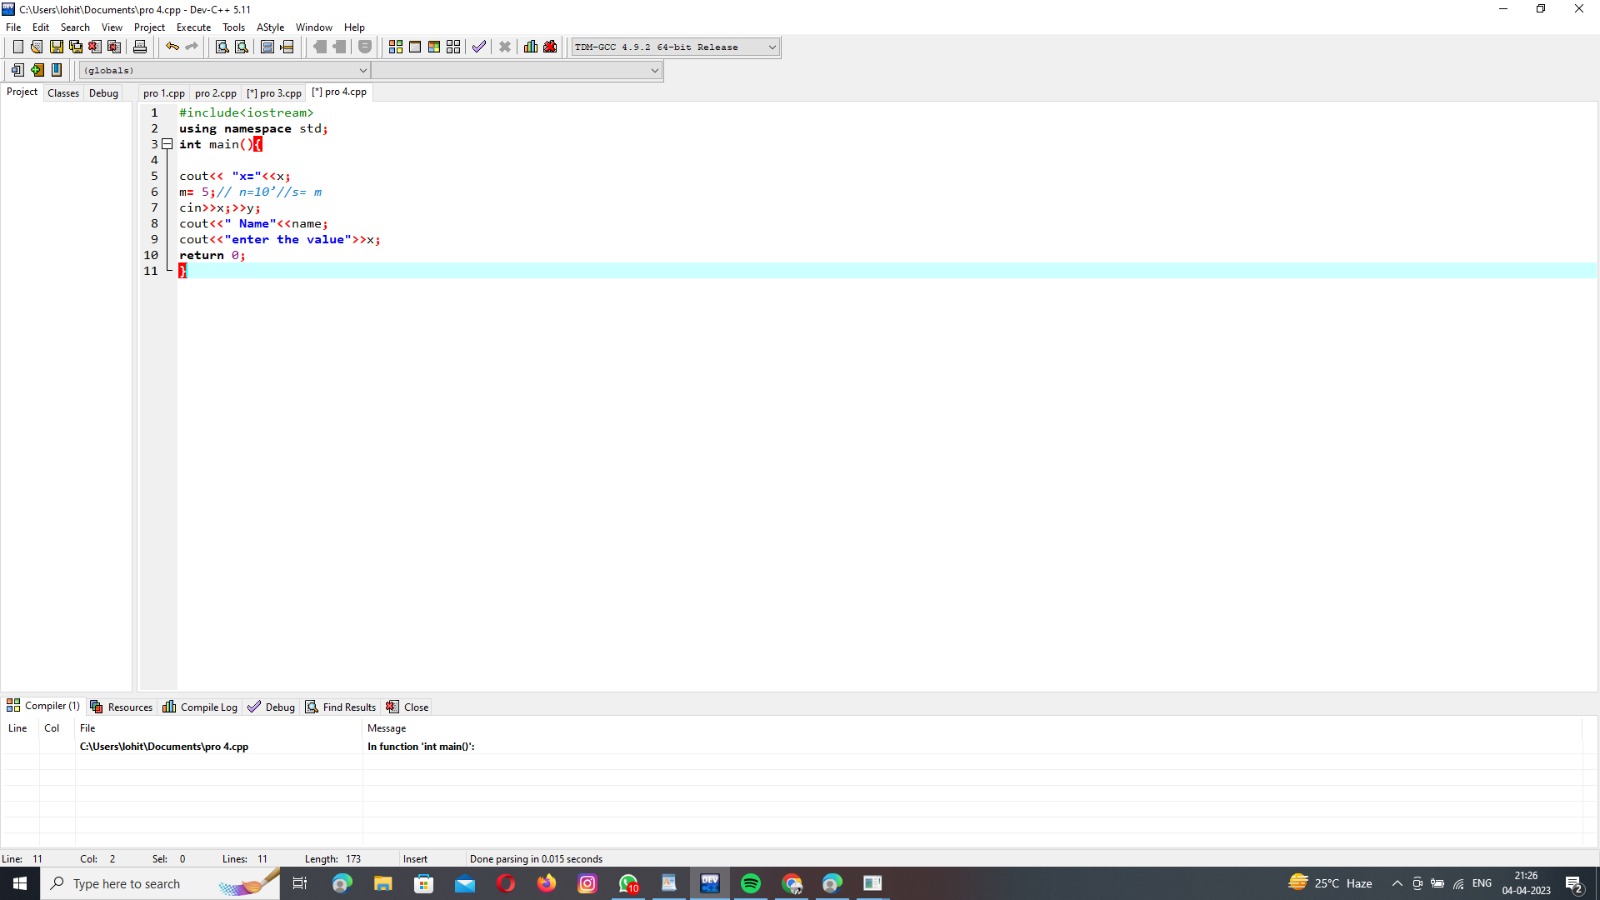 C:\Users\lohit\Documents\pro 4.cpp - Dev-C++ 5.11
File Edit Search View Project Execute Tools AStyle Window Help
TDM-GCC 4.9.2 64-bit Release
(globals)
Project Classes Debug pro 1.cpp pro 2.cpp [*] pro 3.cpp [*] pro 4.cpp
1 #include<iostream>
2 using namespace std;
3 int main(){
4
5 cout<< "x="<<x;
6 m= 5;// n=10’//s= m
7 cin>>x;>>y;
8 cout<<" Name"<<name;
9 cout<<"enter the value">>x;
10 return 0;
11 }
Compiler (1) Resources Compile Log Debug Find Results Close
Line Col File Message
C:\Users\lohit\Documents\pro 4.cpp In function 'int main()':
Line: 11 Col: 2 Sel: 0 Lines: 11 Length: 173 Insert Done parsing in 0.015 seconds
Type here to search 10 DEV 25°C Haze ENG 21:26
04-04-2023 2